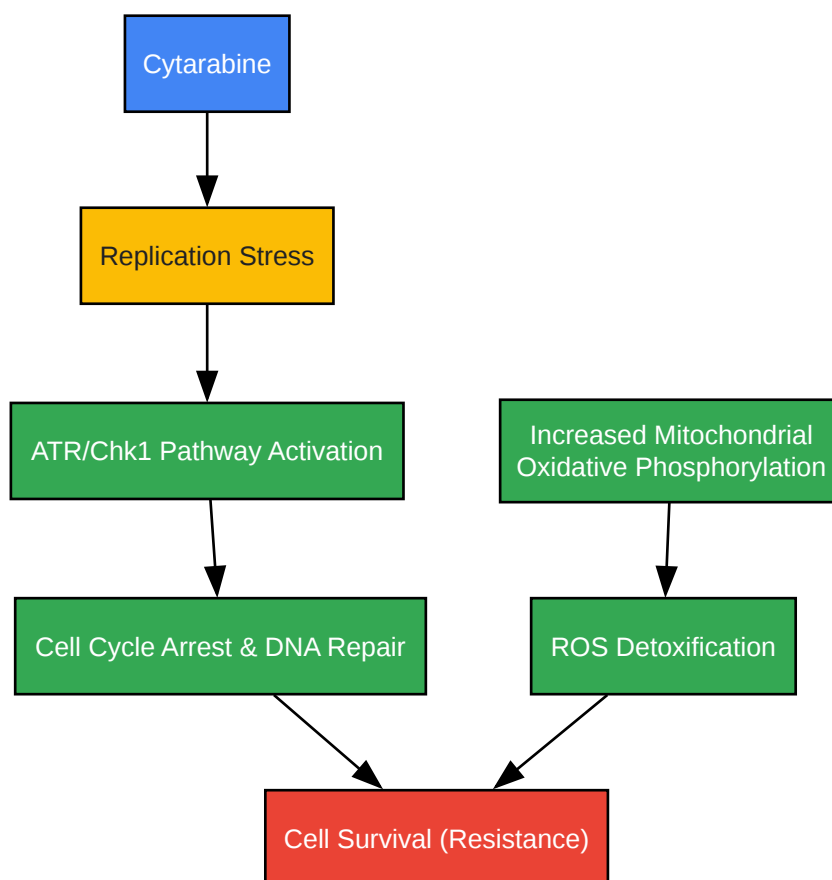 Cytarabine
Replication Stress
ATR/Chk1 Pathway Activation
Increased Mitochondrial
Oxidative Phosphorylation
Cell Cycle Arrest & DNA Repair
ROS Detoxification
Cell Survival (Resistance)